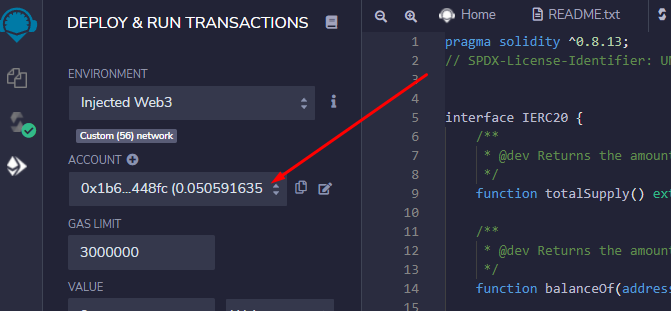 DEPLOY & RUN TRANSACTIONS
ENVIRONMENT
Injected Web3
Custom (56) network
ACCOUNT
0x1b6...448fc (0.050591635
GAS LIMIT
3000000
VALUE
Home
README.txt
1 pragma solidity ^0.8.13;
2 // SPDX-License-Identifier: UN
3
4
5 interface IERC20 {
6 /**
7 * @dev Returns the amoun
8 */
9 function totalSupply() ext
10
11 /**
12 * @dev Returns the amoun
13 */
14 function balanceOf(address
15